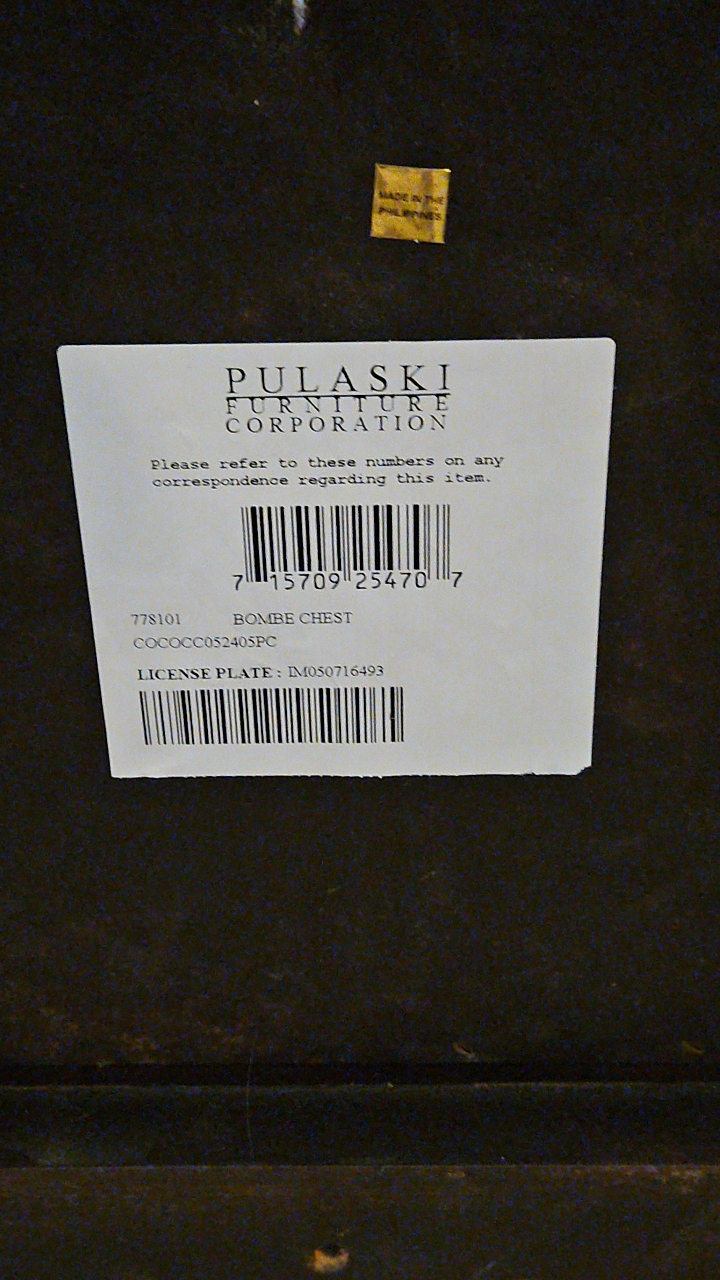 MADE IN THE
PHILIPPINES
PULASKI
FURNITURE
CORPORATION
Please refer to these numbers on any
correspondence regarding this item.
7 15709 25470 7
778101 BOMBE CHEST
COCOCC052405PC
LICENSE PLATE : IM050716493